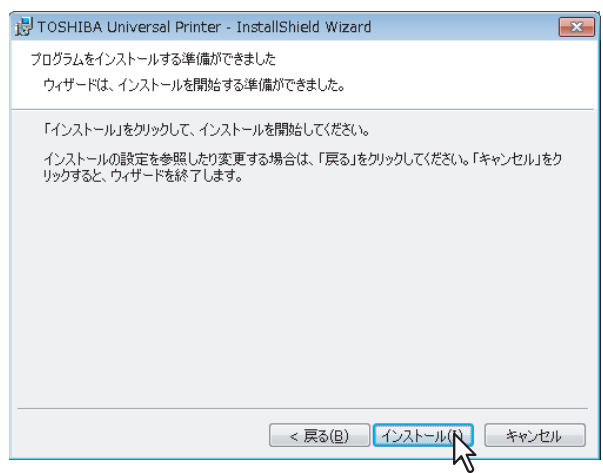 TOSHIBA Universal Printer - InstallShield Wizard
プログラムをインストールする準備ができました
ウィザードは、インストールを開始する準備ができました。
「インストール」をクリックして、インストールを開始してください。
インストールの設定を参照したり変更する場合は、「戻る」をクリックしてください。「キャンセル」をク
リックすると、ウィザードを終了します。
< 戻る(B) インストール( キャンセル